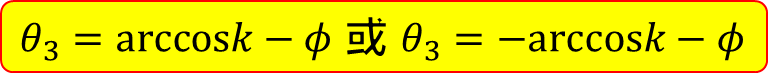 θ₃ = arccosk − ϕ 或 θ₃ = −arccosk − ϕ